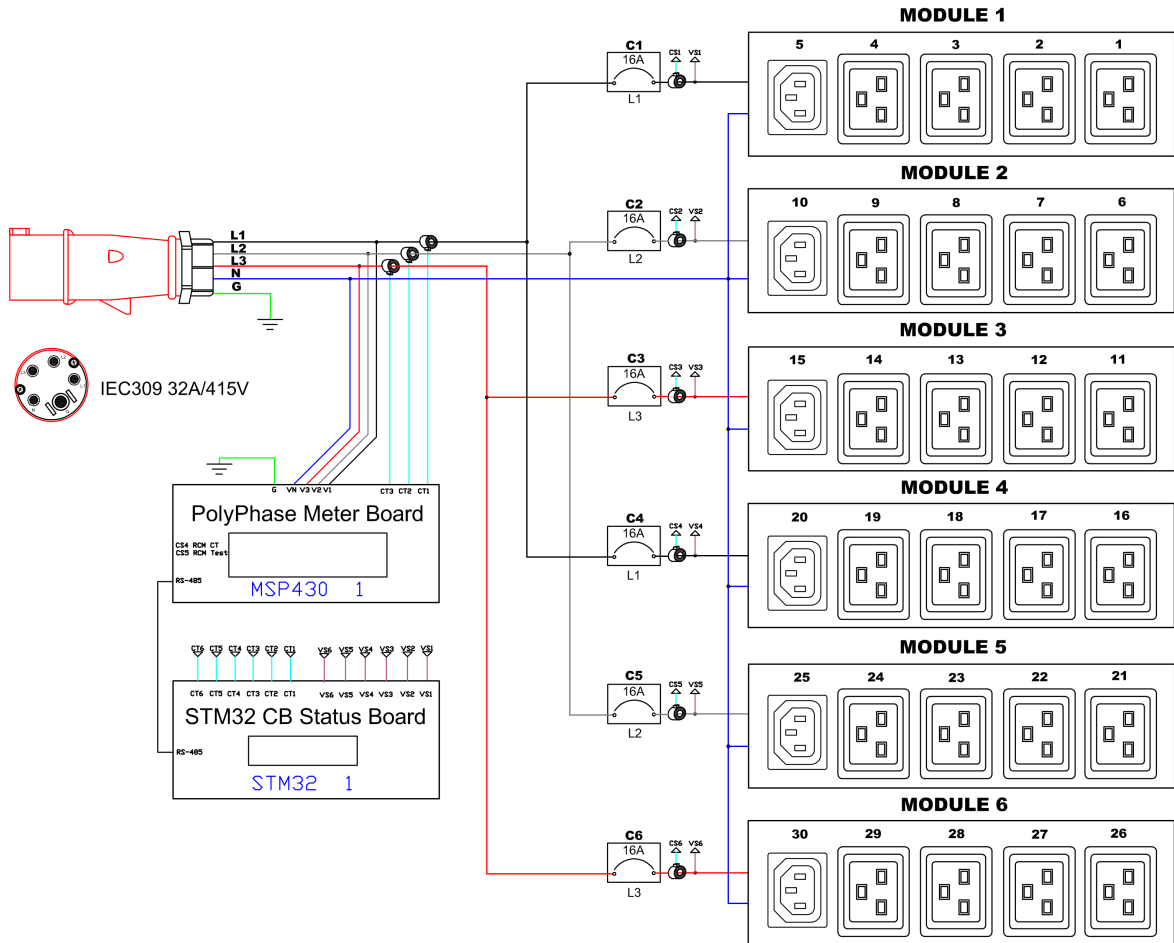 MODULE 1
C1
16A
L1
CS1 VS1
5 4 3 2 1
MODULE 2
C2
16A
L2
CS2 VS2
10 9 8 7 6
L1
L2
L3
N
G
MODULE 3
C3
16A
L3
CS3 VS3
15 14 13 12 11
IEC309 32A/415V
MODULE 4
C4
16A
L1
CS4 VS4
20 19 18 17 16
G VN V3 V2 V1 CT3 CT2 CT1
PolyPhase Meter Board
CS4 RCM CT
CS5 RCM Test
RS-485
MSP430 1
MODULE 5
C5
16A
L2
CS5 VS5
25 24 23 22 21
CT6 CT5 CT4 CT3 CT2 CT1 VS6 VS5 VS4 VS3 VS2 VS1
CT6 CT5 CT4 CT3 CT2 CT1 VS6 VS5 VS4 VS3 VS2 VS1
STM32 CB Status Board
RS-485
STM32 1
MODULE 6
C6
16A
L3
CS6 VS6
30 29 28 27 26